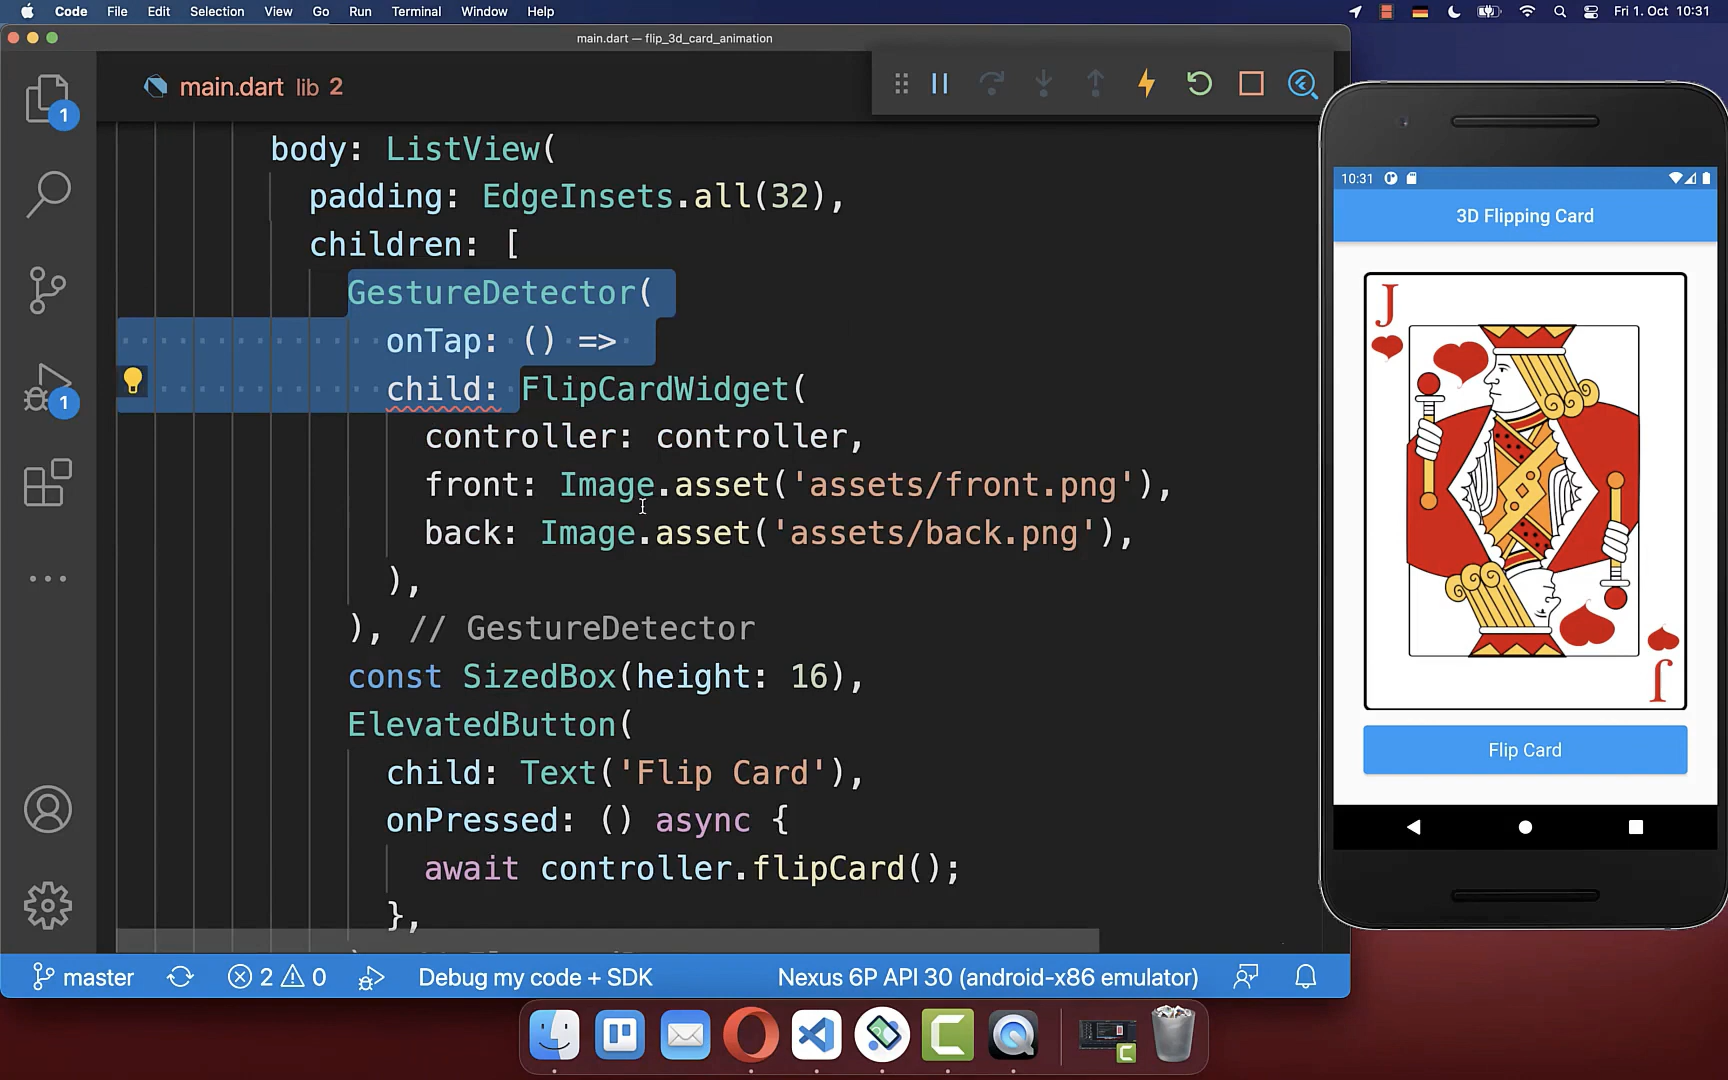 Code File Edit Selection View Go Run Terminal Window Help Fri 1. Oct 10:31
main.dart — flip_3d_card_animation
main.dart lib 2
1
1
body: ListView(
padding: EdgeInsets.all(32),
children: [
GestureDetector(
onTap: () =>
child: FlipCardWidget(
controller: controller,
front: Image.asset('assets/front.png'),
back: Image.asset('assets/back.png'),
),
), // GestureDetector
const SizedBox(height: 16),
ElevatedButton(
child: Text('Flip Card'),
onPressed: () async {
await controller.flipCard();
},
master 2 0 Debug my code + SDK Nexus 6P API 30 (android-x86 emulator)
10:31
3D Flipping Card
J
J
Flip Card